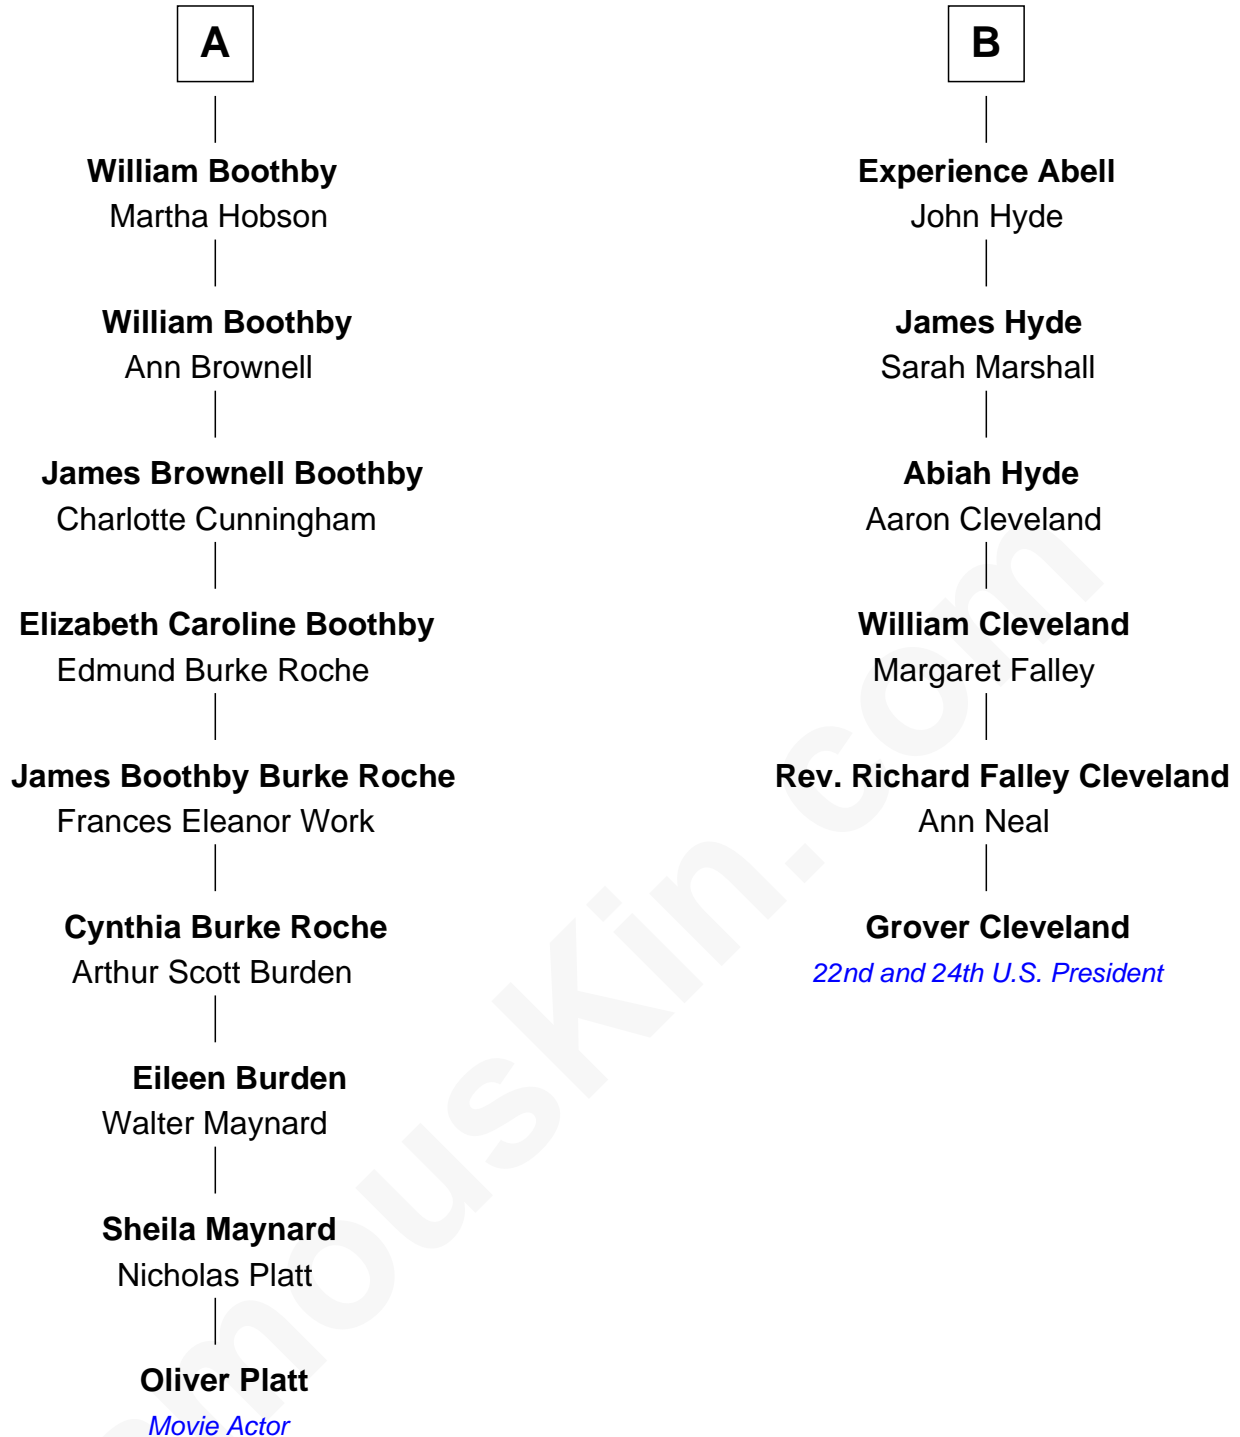 A
William Boothby
Martha Hobson
William Boothby
Ann Brownell
James Brownell Boothby
Charlotte Cunningham
Elizabeth Caroline Boothby
Edmund Burke Roche
James Boothby Burke Roche
Frances Eleanor Work
Cynthia Burke Roche
Arthur Scott Burden
Eileen Burden
Walter Maynard
Sheila Maynard
Nicholas Platt
Oliver Platt
Movie Actor
B
Experience Abell
John Hyde
James Hyde
Sarah Marshall
Abiah Hyde
Aaron Cleveland
William Cleveland
Margaret Falley
Rev. Richard Falley Cleveland
Ann Neal
Grover Cleveland
22nd and 24th U.S. President
mousKin.com